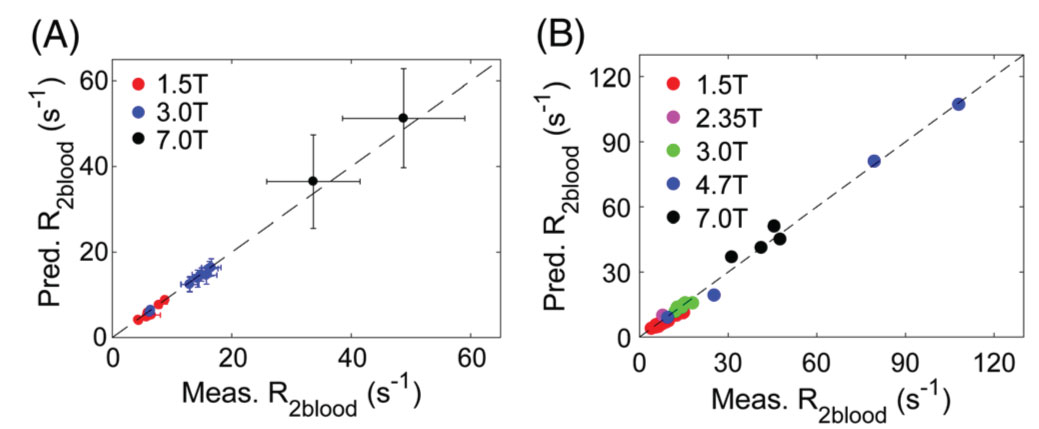 (A)
Pred. R2blood (s-1)
60
40
20
0
1.5T
3.0T
7.0T
0 20 40 60
Meas. R2blood (s-1)
(B)
Pred. R2blood (s-1)
120
90
60
30
0
1.5T
2.35T
3.0T
4.7T
7.0T
0 30 60 90 120
Meas. R2blood (s-1)